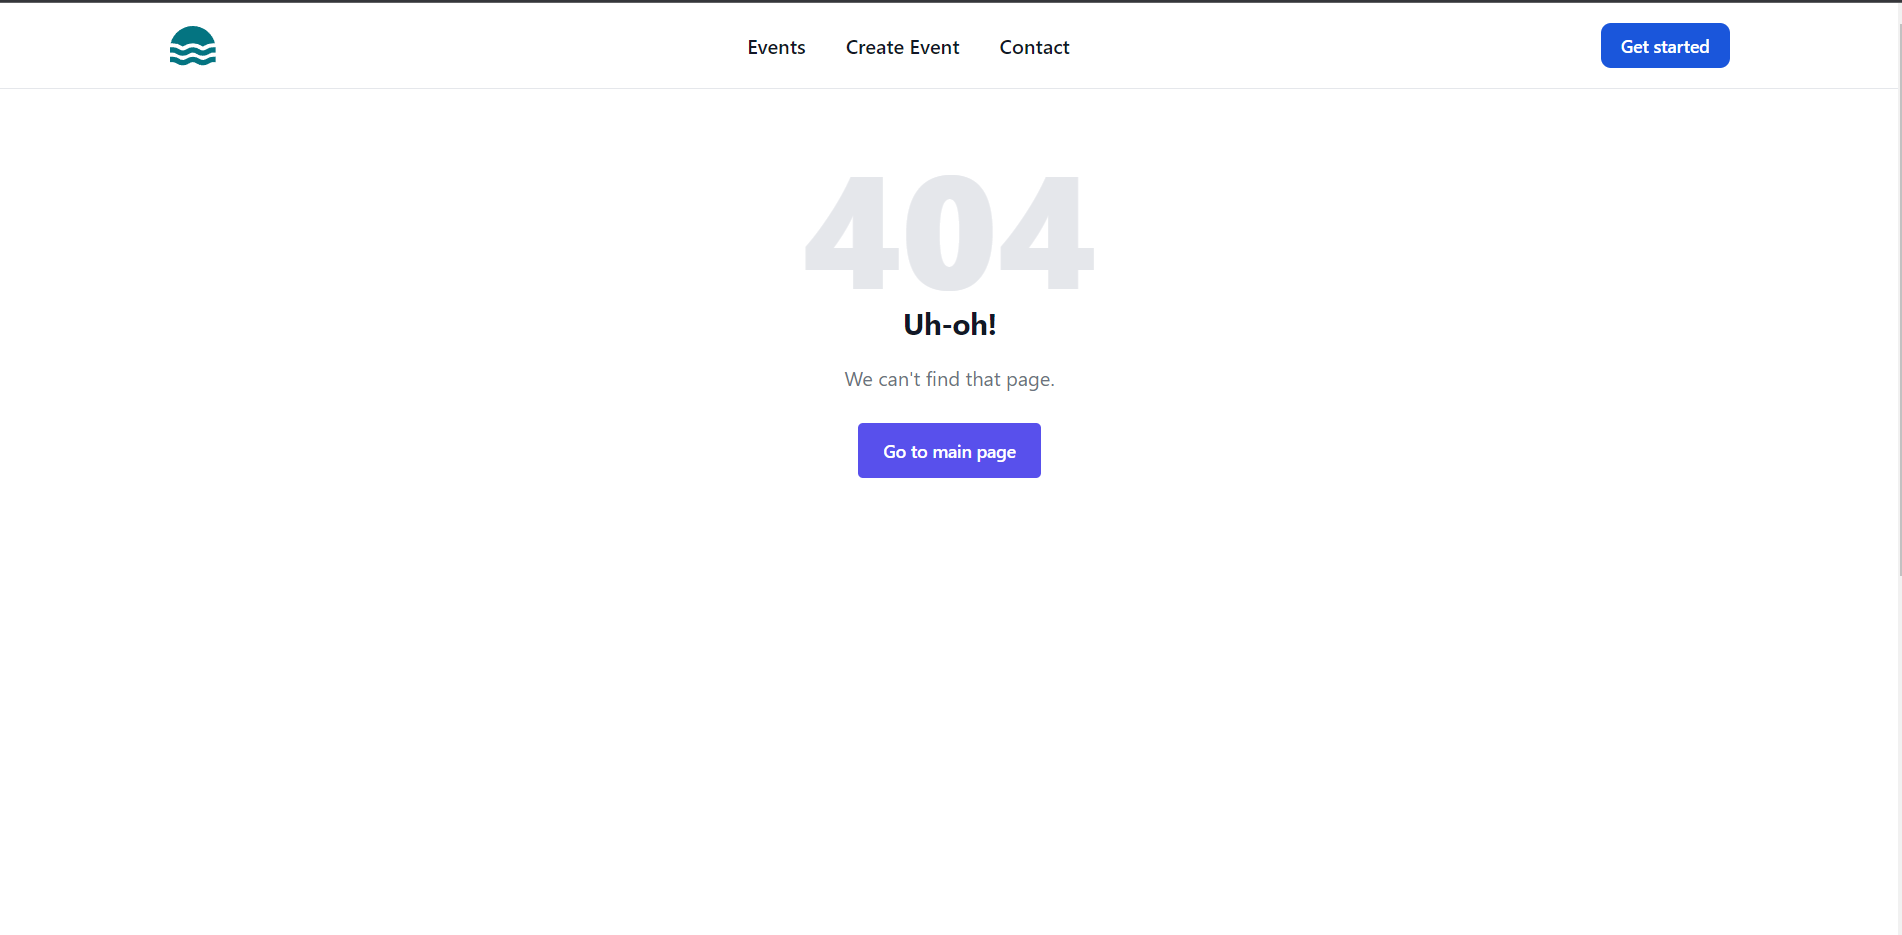 Events Create Event Contact Get started
404
Uh-oh!
We can't find that page.
Go to main page